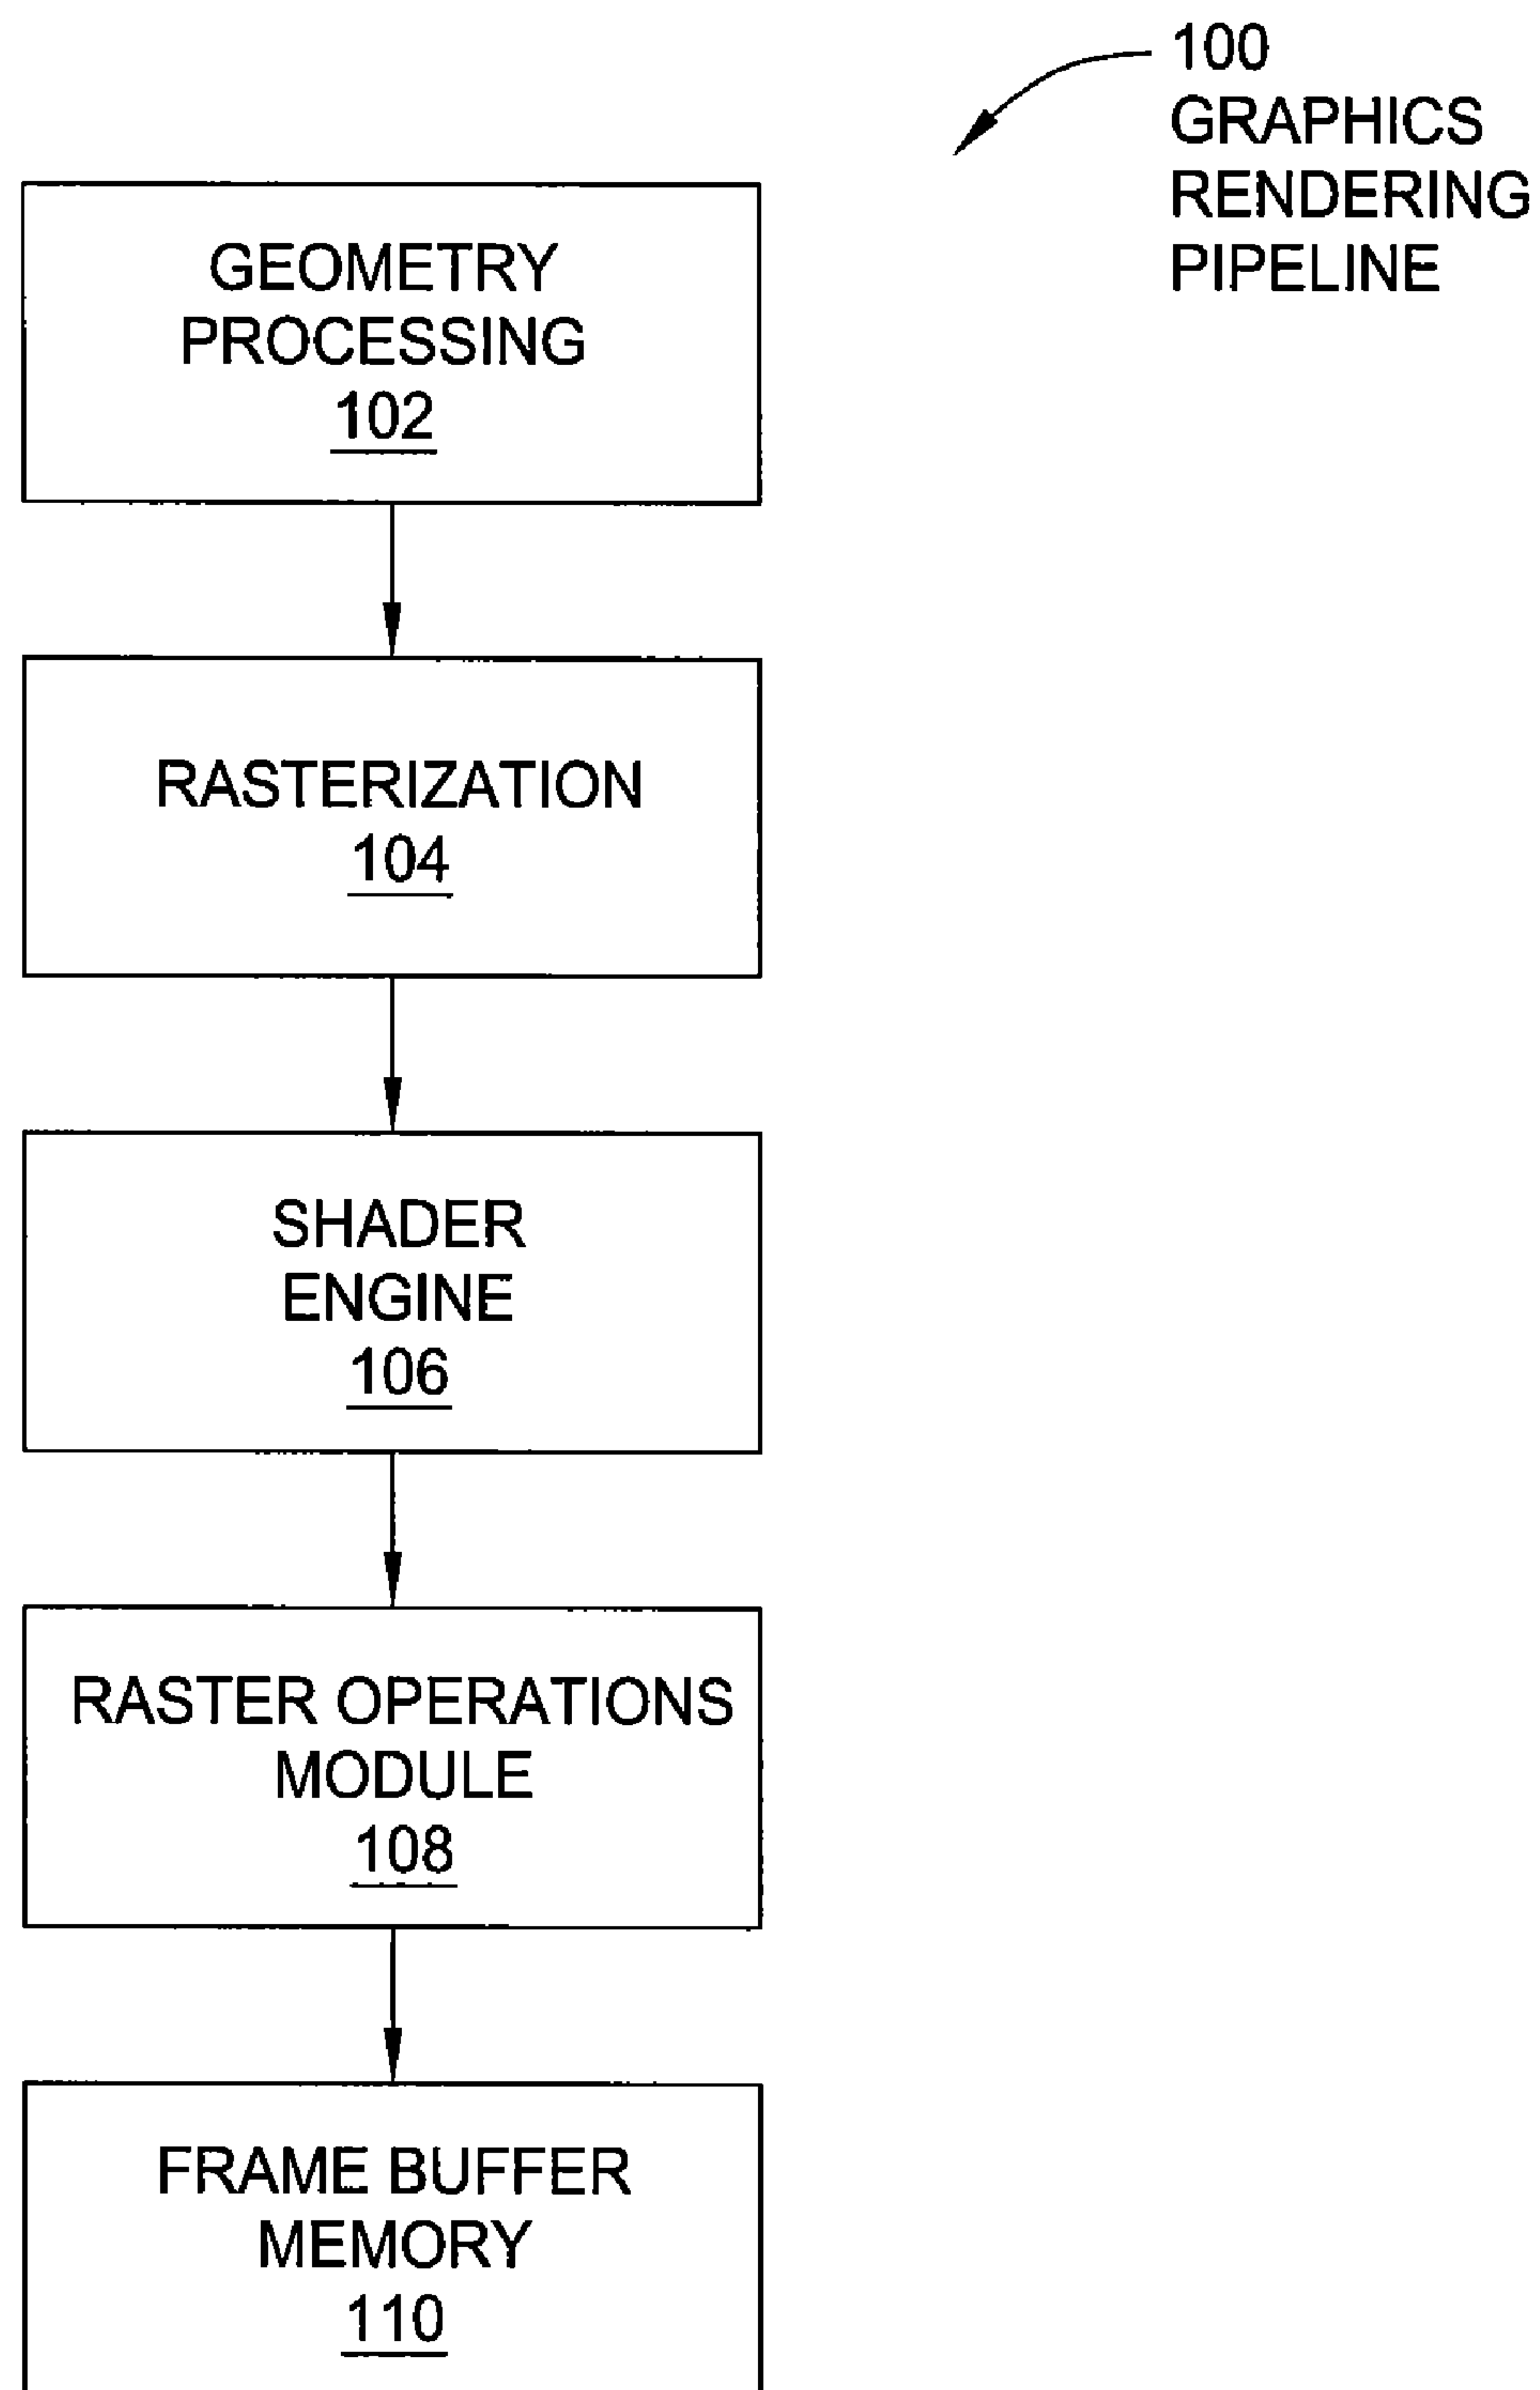 100
GRAPHICS
RENDERING
PIPELINE
GEOMETRY
PROCESSING
102
RASTERIZATION
104
SHADER
ENGINE
106
RASTER OPERATIONS
MODULE
108
FRAME BUFFER
MEMORY
110